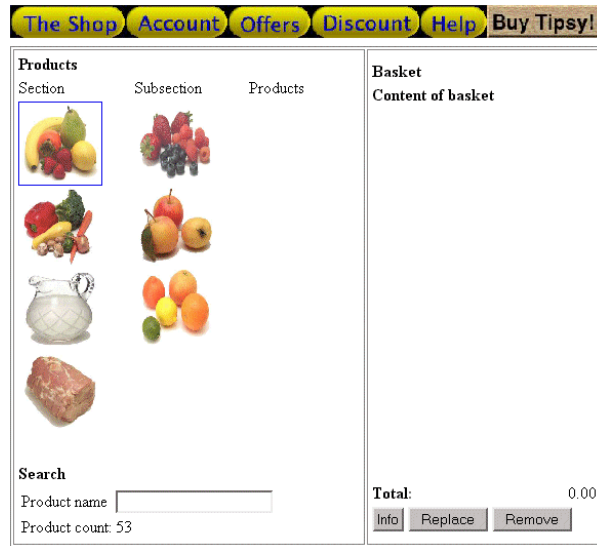 The Shop Account Offers Discount Help Buy Tipsy!
Products
Section Subsection Products
Search
Product name
Product count: 53
Basket
Content of basket
Total: 0.00
Info Replace Remove